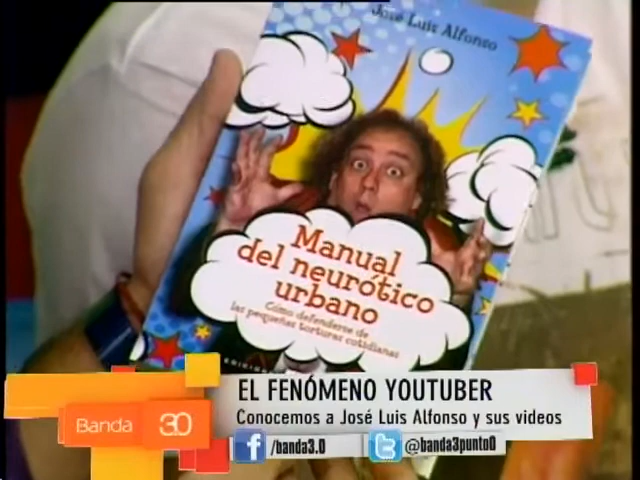 José Luis Alfonso
Manual
del neurótico
urbano
Cómo defenderse de
las pequeñas torturas cotidianas
EL FENÓMENO YOUTUBER
Conocemos a José Luis Alfonso y sus videos
Banda 3.0
/banda3.0 @banda3punto0